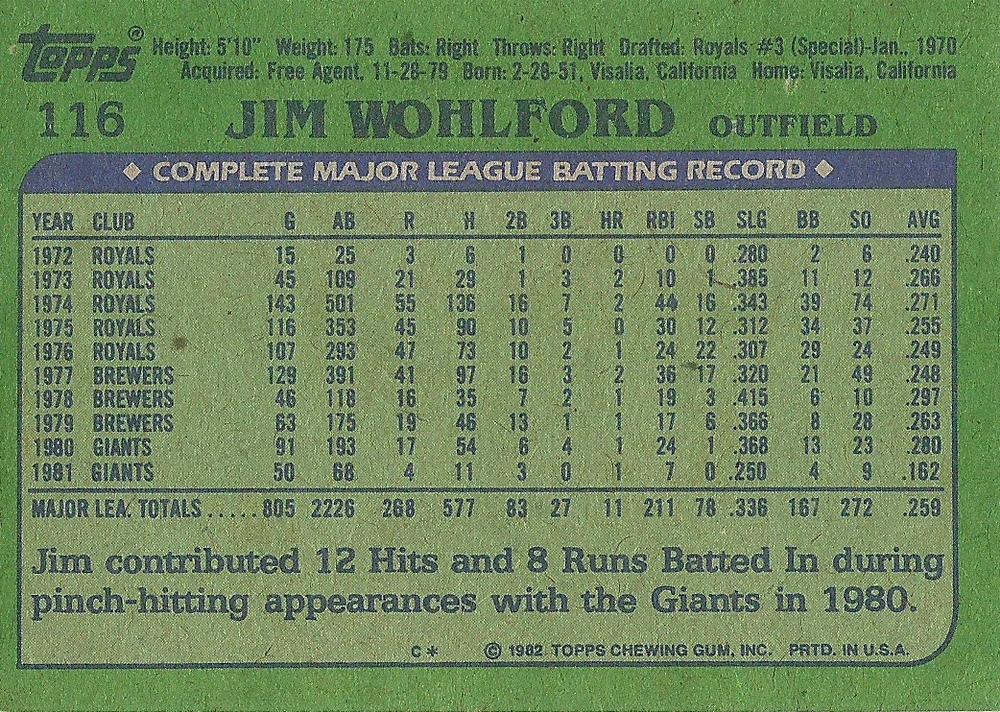 Topps® Height: 5'10" Weight: 175 Bats: Right Throws: Right Drafted: Royals #3 (Special)-Jan., 1970
Acquired: Free Agent, 11-28-79 Born: 2-28-51, Visalia, California Home: Visalia, California
116 JIM WOHLFORD OUTFIELD
◆ COMPLETE MAJOR LEAGUE BATTING RECORD ◆
YEAR CLUB G AB R H 2B 3B HR RBI SB SLG BB SO AVG
1972 ROYALS 15 25 3 6 1 0 0 0 0 .280 2 6 .240
1973 ROYALS 45 109 21 29 1 3 2 10 1 .385 11 12 .266
1974 ROYALS 143 501 55 136 16 7 2 44 16 .343 39 74 .271
1975 ROYALS 116 353 45 90 10 5 0 30 12 .312 34 37 .255
1976 ROYALS 107 293 47 73 10 2 1 24 22 .307 29 24 .249
1977 BREWERS 129 391 41 97 16 3 2 36 17 .320 21 49 .248
1978 BREWERS 46 118 16 35 7 2 1 19 3 .415 6 10 .297
1979 BREWERS 63 175 19 46 13 1 1 17 6 .366 8 28 .263
1980 GIANTS 91 193 17 54 6 4 1 24 1 .368 13 23 .280
1981 GIANTS 50 68 4 11 3 0 1 7 0 .250 4 9 .162
MAJOR LEA. TOTALS ..... 805 2226 268 577 83 27 11 211 78 .336 167 272 .259
Jim contributed 12 Hits and 8 Runs Batted In during
pinch-hitting appearances with the Giants in 1980.
C* © 1982 TOPPS CHEWING GUM, INC. PRTD. IN U.S.A.